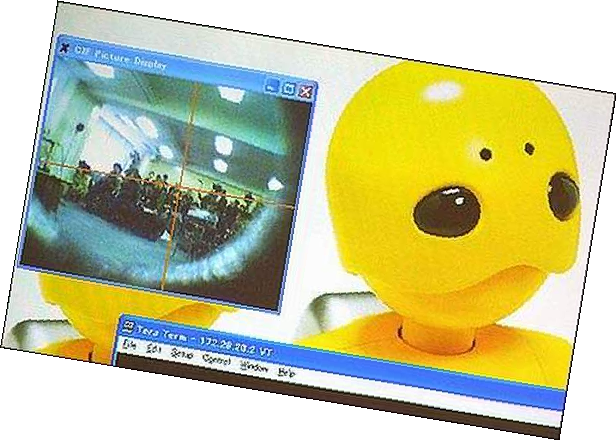 CIF Picture Display
Tera Term - 172.28.20.2 VT
File Edit Setup Control Window Help